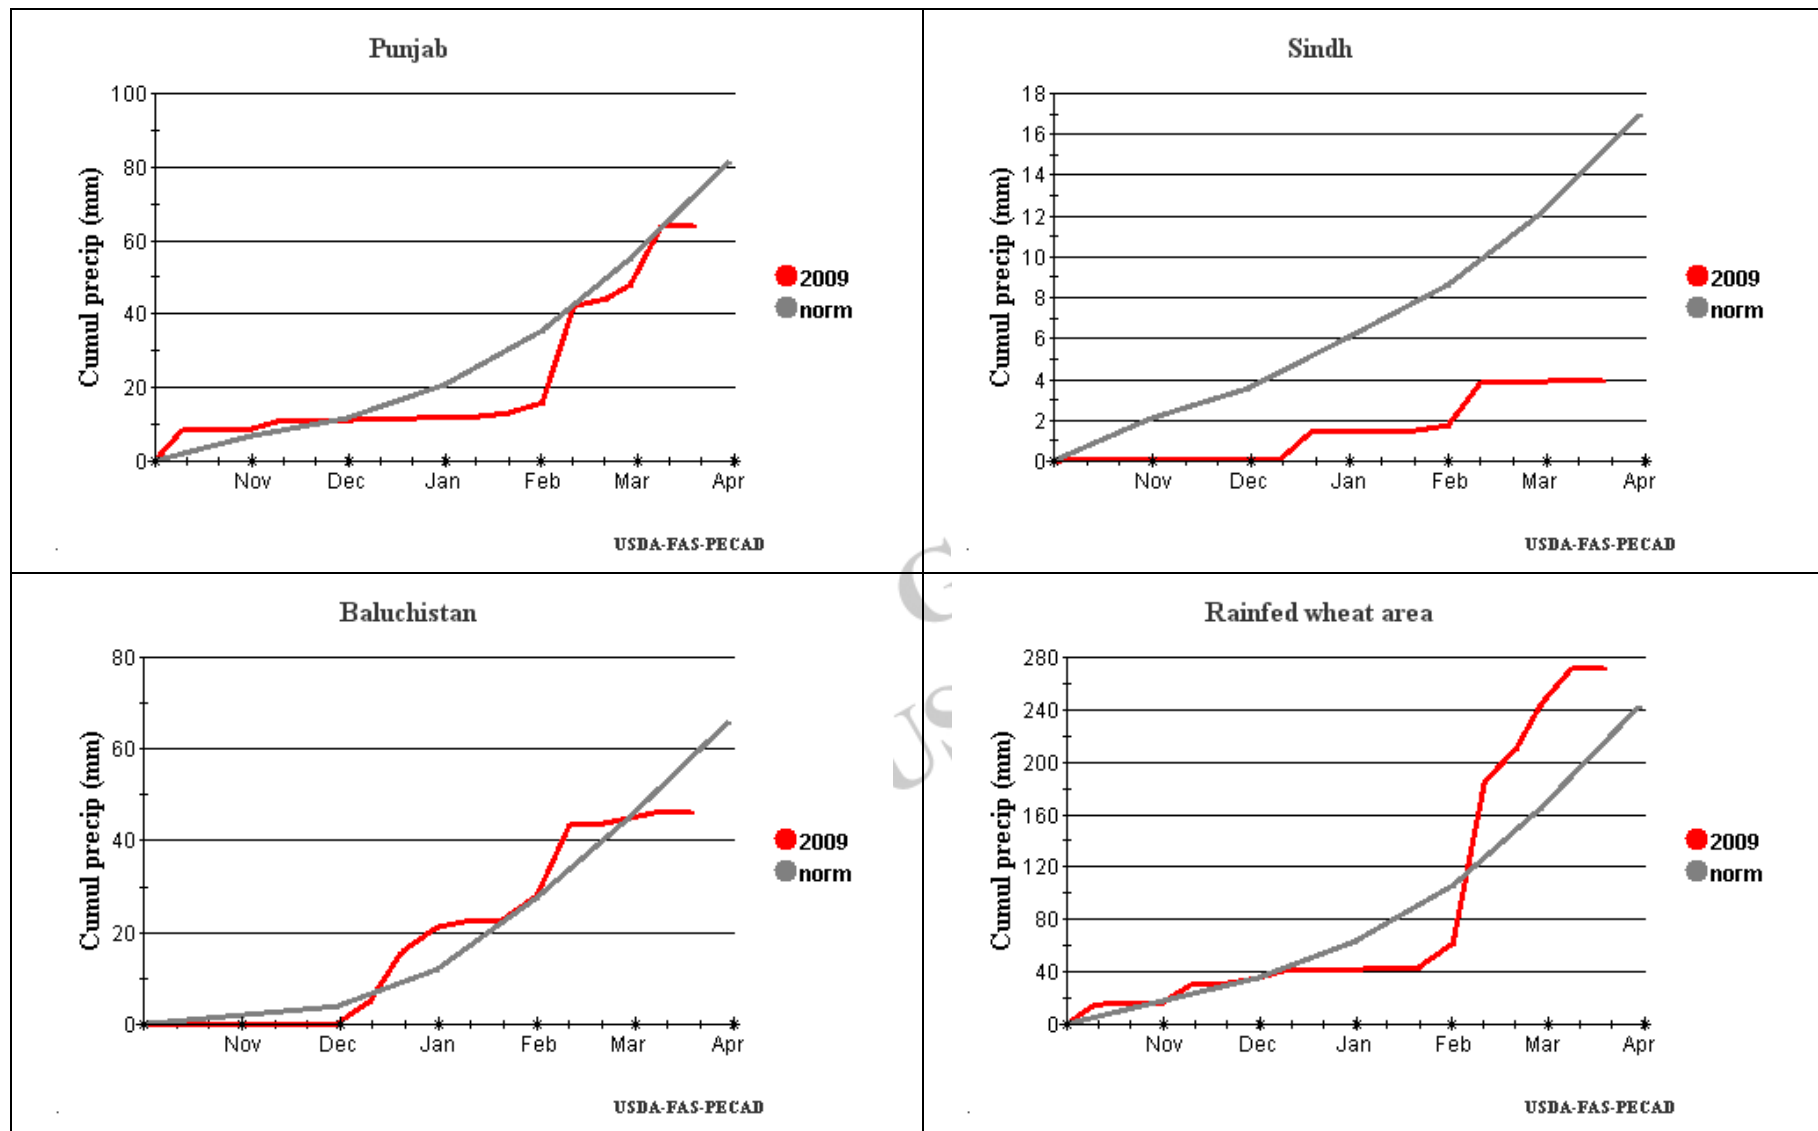 Punjab
100
80
60
40
20
0
Cumul precip (mm)
Nov Dec Jan Feb Mar Apr
2009
norm
USDA-FAS-PECAD
Sindh
18
16
14
12
10
8
6
4
2
0
Cumul precip (mm)
Nov Dec Jan Feb Mar Apr
2009
norm
USDA-FAS-PECAD
Baluchistan
80
60
40
20
0
Cumul precip (mm)
Nov Dec Jan Feb Mar Apr
2009
norm
USDA-FAS-PECAD
Rainfed wheat area
280
240
200
160
120
80
40
0
Cumul precip (mm)
Nov Dec Jan Feb Mar Apr
2009
norm
USDA-FAS-PECAD